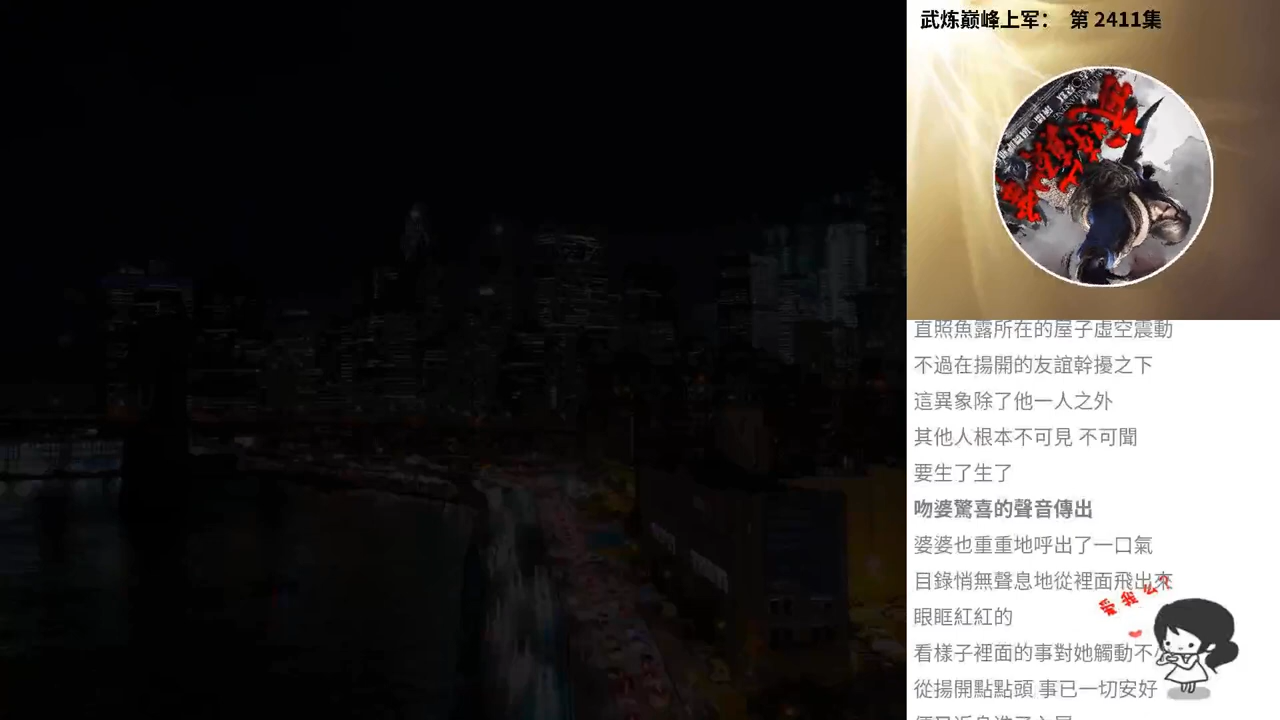 武炼巅峰上军： 第 2411集
直照魚露所在的屋子虛空震動
不過在揚開的友誼幹擾之下
這異象除了他一人之外
其他人根本不可見 不可聞
要生了生了
吻婆驚喜的聲音傳出
婆婆也重重地呼出了一口氣
目錄悄無聲息地從裡面飛出來
爱我么?
眼眶紅紅的
看樣子裡面的事對她觸動不
從揚開點點頭 事已一切安好